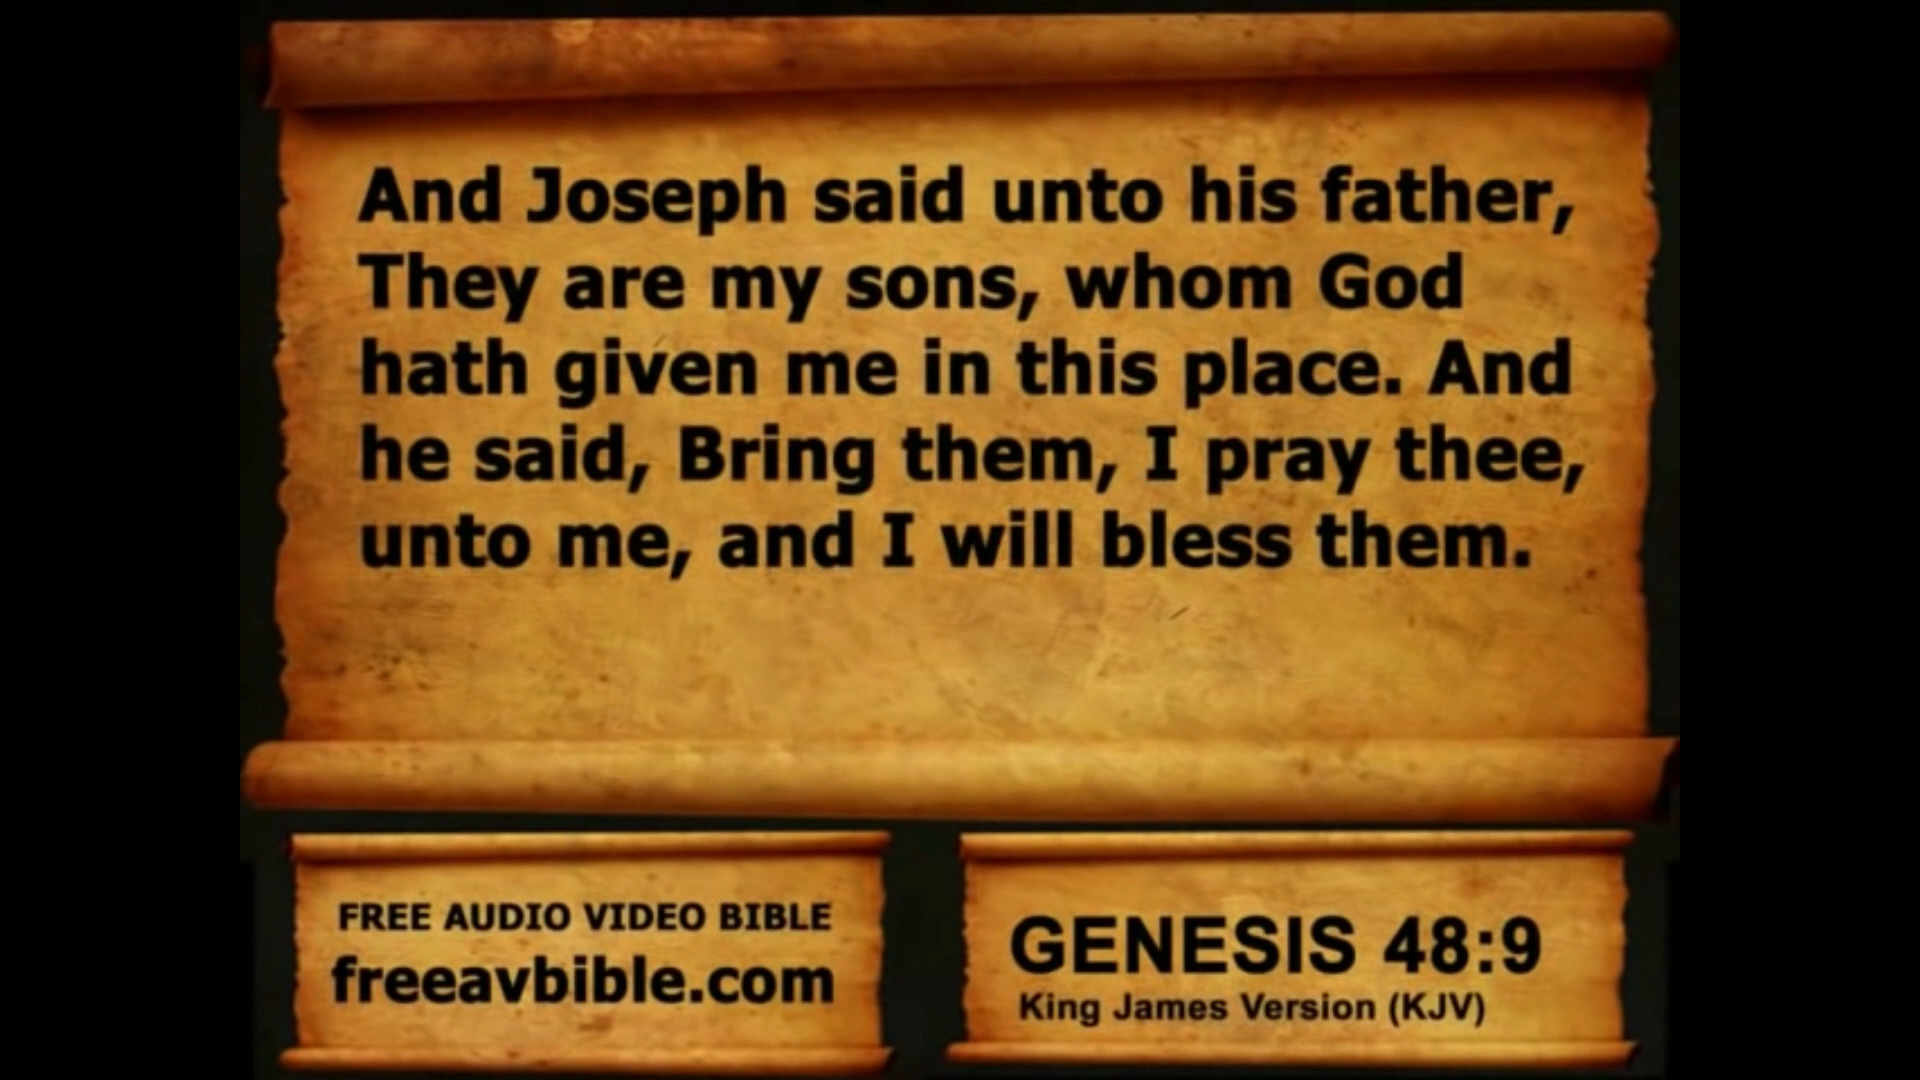 And Joseph said unto his father,
They are my sons, whom God
hath given me in this place. And
he said, Bring them, I pray thee,
unto me, and I will bless them.
FREE AUDIO VIDEO BIBLE
freeavbible.com
GENESIS 48:9
King James Version (KJV)